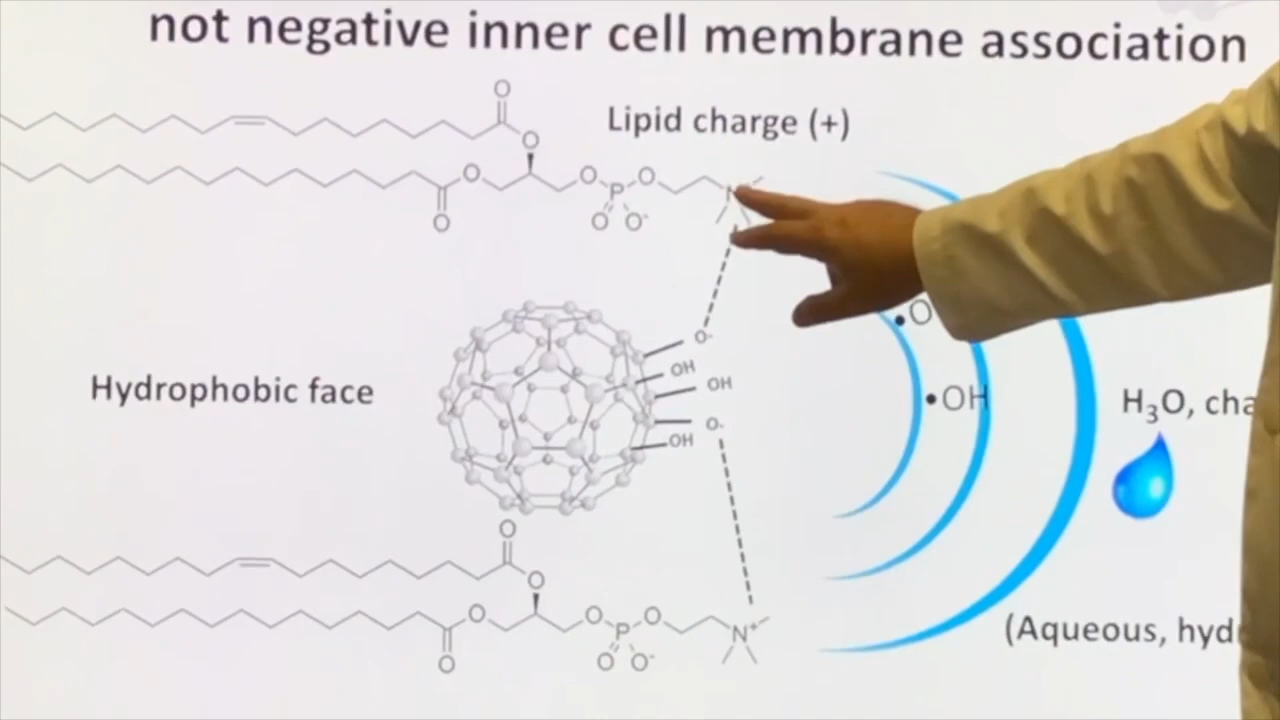 not negative inner cell membrane association
Lipid charge (+)
O
O
O
O
O
P
O
O
O-
O-
OH
OH
O-
OH
Hydrophobic face
•O
•OH
H3O, cha
O
O
O
O
O
P
O
O
O-
N+
(Aqueous, hyd